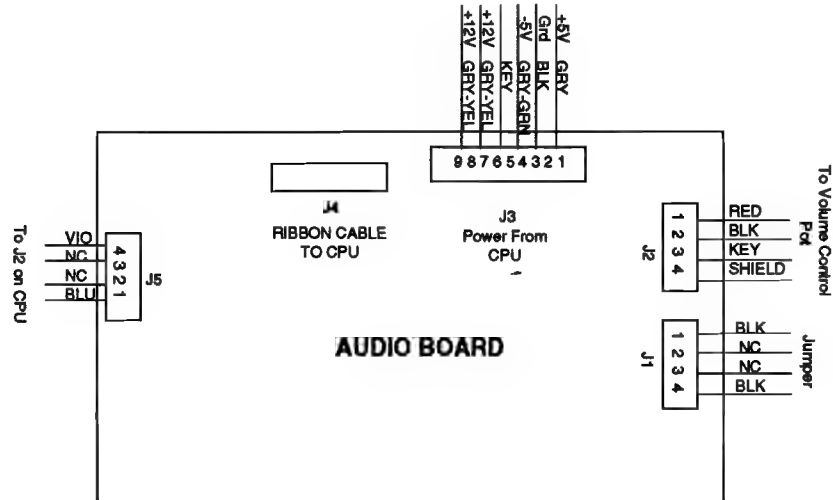 +12V GRY-YEL
+12V GRY-YEL
KEY
-5V GRY-GRN
Grd BLK
+5V GRY
9 8 7 6 5 4 3 2 1
J3
Power From
CPU
J4
RIBBON CABLE
TO CPU
To J2 on CPU
VIO
NC
NC
BLU
4
3
2
1
J5
To Volume Control
Pot
RED
BLK
KEY
SHIELD
1
2
3
4
J2
Jumper
BLK
NC
NC
BLK
1
2
3
4
J1
AUDIO BOARD